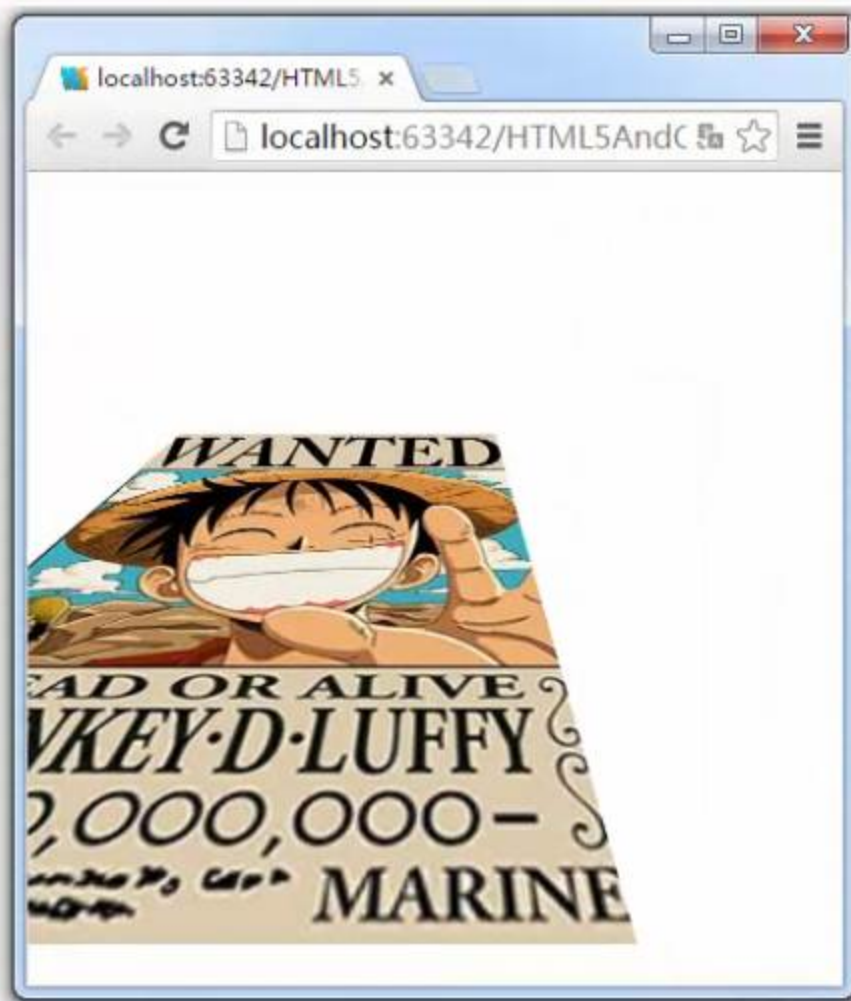 localhost:63342/HTML5
localhost:63342/HTML5AndC
WANTED
EAD OR ALIVE
NKEY·D·LUFFY
0,000,000-
MARINE